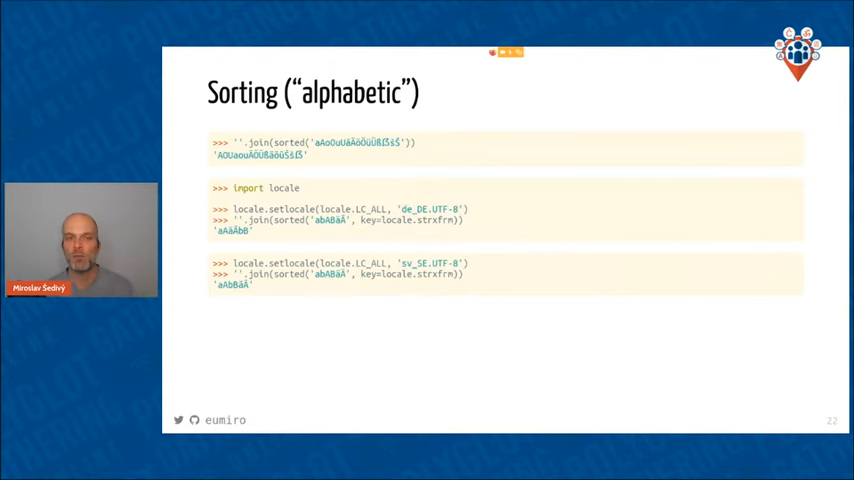 Sorting (“alphabetic”)
>>> ''.join(sorted('aAoOuUäÄöÖüÜßẞšŠ'))
'AOUaouÄÖÜßäöüŠšẞ'
>>> import locale
>>> locale.setlocale(locale.LC_ALL, 'de_DE.UTF-8')
>>> ''.join(sorted('abABäÄ', key=locale.strxfrm))
'aAäÄbB'
>>> locale.setlocale(locale.LC_ALL, 'sv_SE.UTF-8')
>>> ''.join(sorted('abABäÄ', key=locale.strxfrm))
'aAbBäÄ'
Miroslav Šedivý
eumiro
22